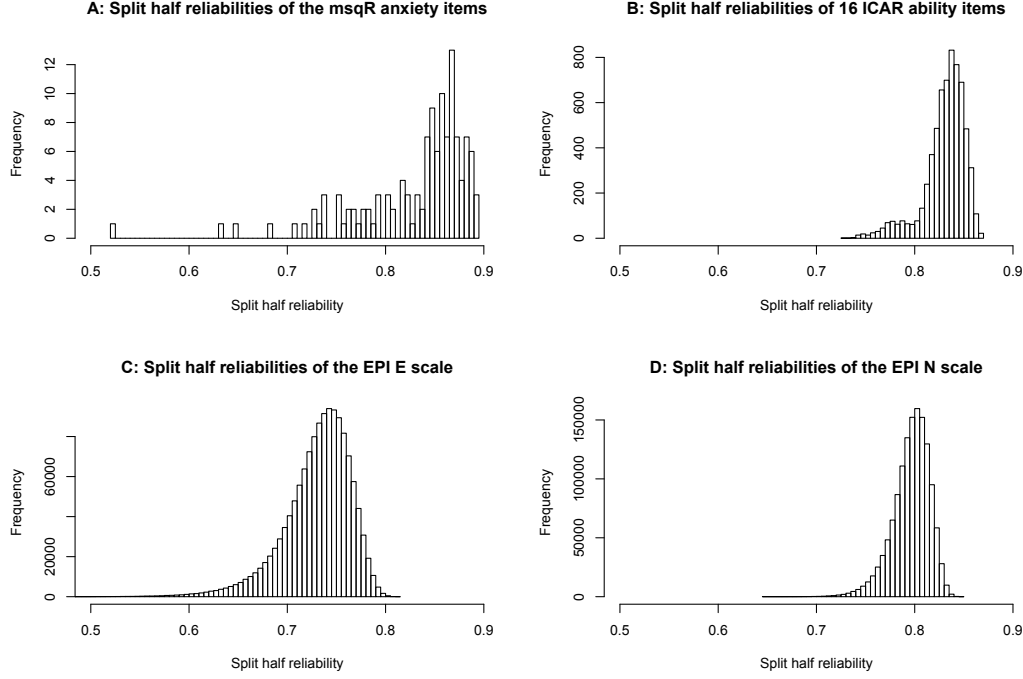 A: Split half reliabilities of the msqR anxiety items
Frequency
0 2 4 6 8 10 12
0.5 0.6 0.7 0.8 0.9
Split half reliability
B: Split half reliabilities of 16 ICAR ability items
Frequency
0 200 400 600 800
0.5 0.6 0.7 0.8 0.9
Split half reliability
C: Split half reliabilities of the EPI E scale
Frequency
0 20000 60000
0.5 0.6 0.7 0.8 0.9
Split half reliability
D: Split half reliabilities of the EPI N scale
Frequency
0 50000 100000 150000
0.5 0.6 0.7 0.8 0.9
Split half reliability